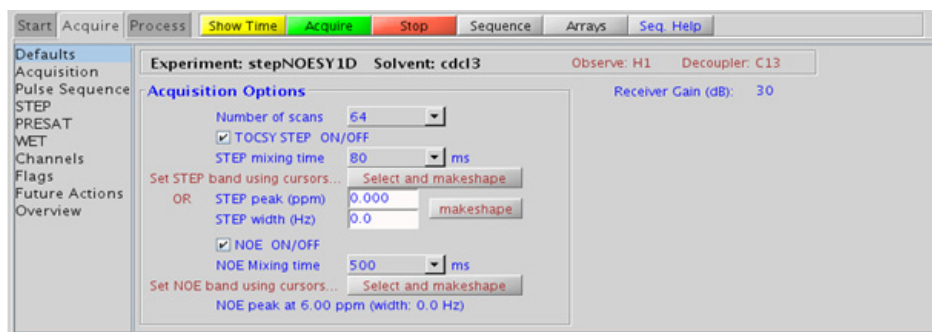 Start Acquire Process Show Time Acquire Stop Sequence Arrays Seq. Help
Defaults
Acquisition
Pulse Sequence
STEP
PRESAT
WET
Channels
Flags
Future Actions
Overview
Experiment: stepNOESY1D Solvent: cdcl3 Observe: H1 Decoupler: C13
Acquisition Options
Receiver Gain (dB): 30
Number of scans 64
TOCSY STEP ON/OFF
STEP mixing time 80 ms
Set STEP band using cursors... Select and makeshape
OR STEP peak (ppm) 0.000
makeshape
STEP width (Hz) 0.0
NOE ON/OFF
NOE Mixing time 500 ms
Set NOE band using cursors... Select and makeshape
NOE peak at 6.00 ppm (width: 0.0 Hz)